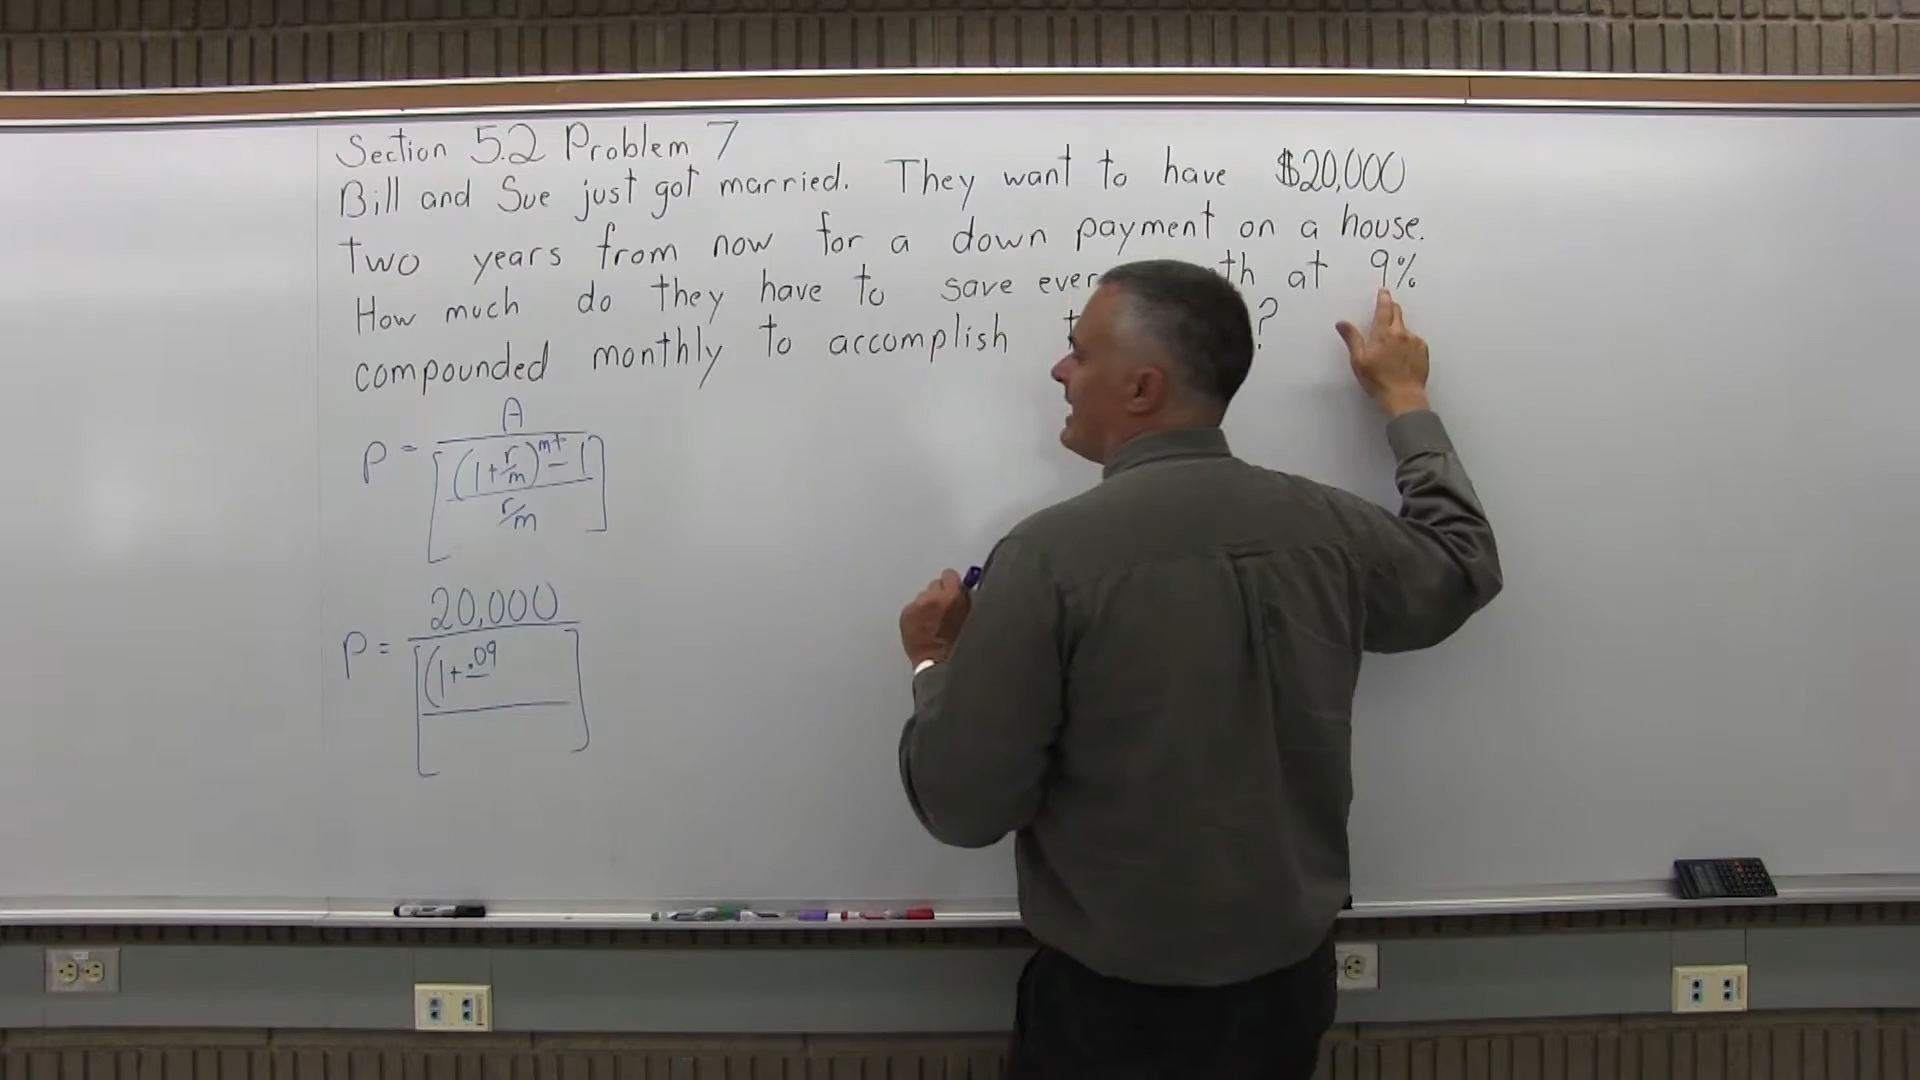 Section 5.2 Problem 7
Bill and Sue just got married. They want to have $20,000
two years from now for a down payment on a house.
How much do they have to save at 9%
compounded monthly to accomplish ?
P = A
[(1+r/m)^mt - 1]
r/m
P = 20,000
[(1+.09 ]